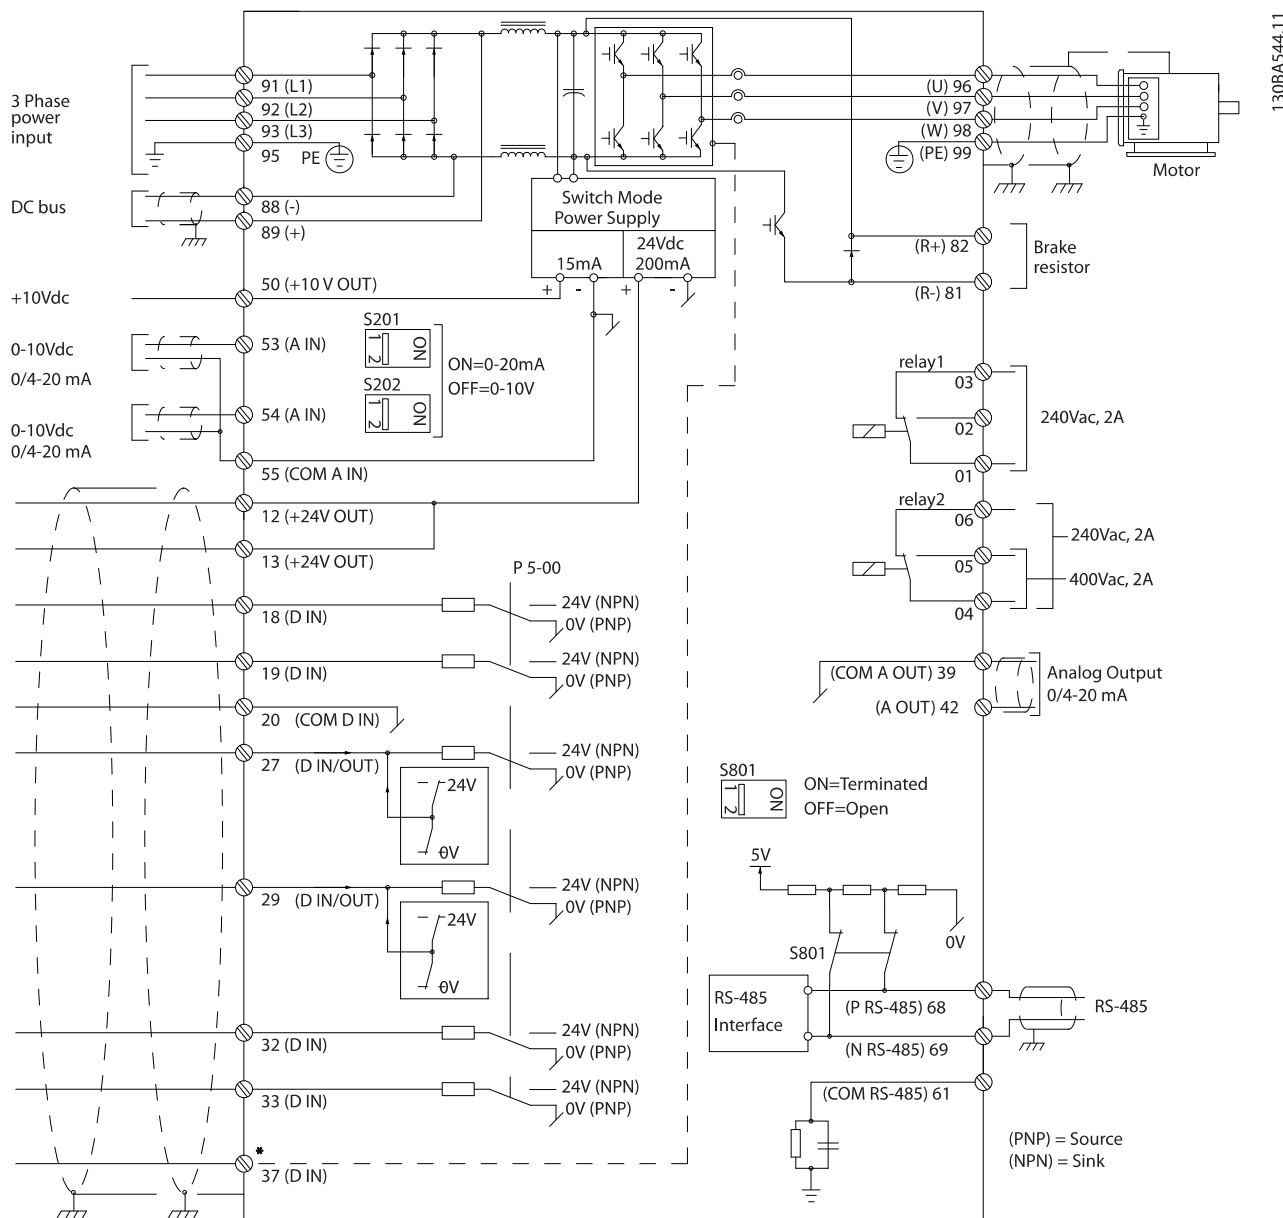 130BA544.11
3 Phase
power
input
91 (L1)
92 (L2)
93 (L3)
95
PE
DC bus
88 (-)
89 (+)
+10Vdc
50 (+10 V OUT)
0-10Vdc
0/4-20 mA
53 (A IN)
0-10Vdc
0/4-20 mA
54 (A IN)
55 (COM A IN)
12 (+24V OUT)
13 (+24V OUT)
18 (D IN)
19 (D IN)
20 (COM D IN)
27 (D IN/OUT)
24V
0V
29 (D IN/OUT)
24V
0V
32 (D IN)
33 (D IN)
*
37 (D IN)
Switch Mode
Power Supply
15mA
24Vdc
200mA
+ - + -
S201
1 2
ON
S202
1 2
ON
ON=0-20mA
OFF=0-10V
P 5-00
24V (NPN)
0V (PNP)
24V (NPN)
0V (PNP)
24V (NPN)
0V (PNP)
24V (NPN)
0V (PNP)
24V (NPN)
0V (PNP)
24V (NPN)
0V (PNP)
(U) 96
(V) 97
(W) 98
(PE) 99
Motor
(R+) 82
(R-) 81
Brake
resistor
relay1
03
02
01
240Vac, 2A
relay2
06
05
04
240Vac, 2A
400Vac, 2A
(COM A OUT) 39
(A OUT) 42
Analog Output
0/4-20 mA
S801
1 2
ON
ON=Terminated
OFF=Open
5V
S801
0V
RS-485
Interface
(P RS-485) 68
(N RS-485) 69
(COM RS-485) 61
RS-485
(PNP) = Source
(NPN) = Sink